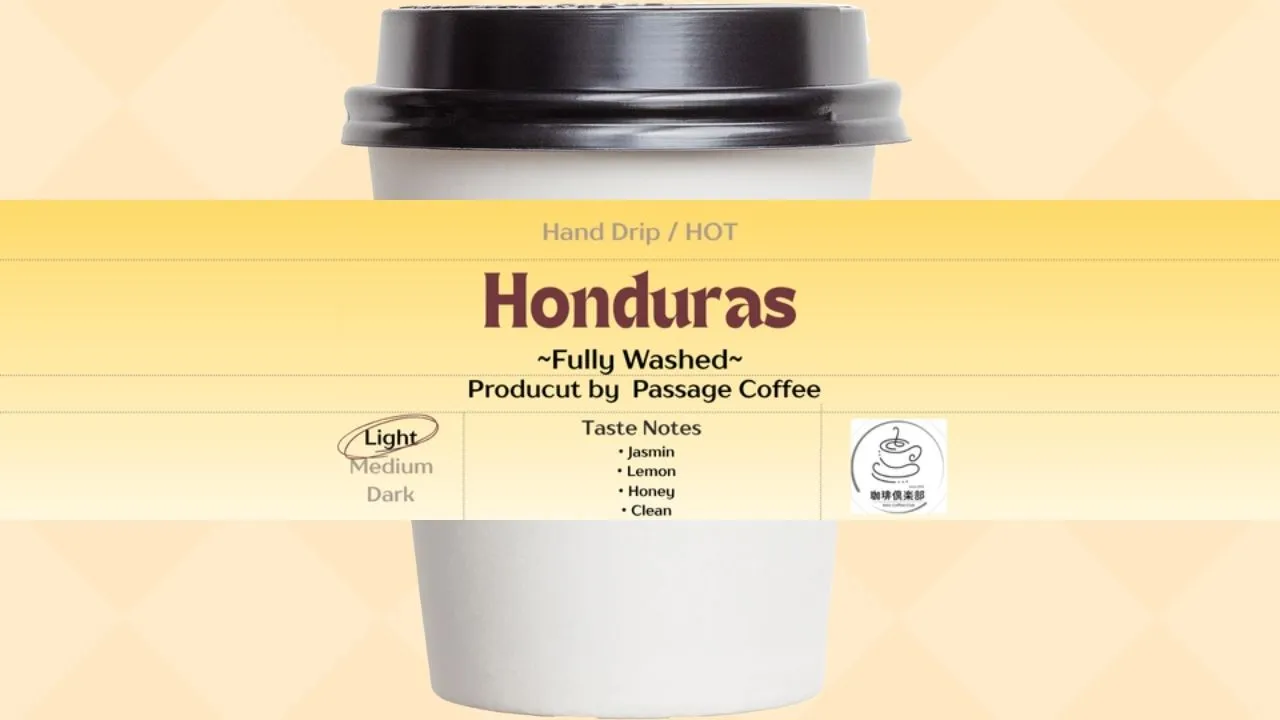 Hand Drip / HOT
Honduras
~Fully Washed~
Producut by Passage Coffee
Light
Medium
Dark
Taste Notes
• Jasmin
• Lemon
• Honey
• Clean
珈琲倶楽部